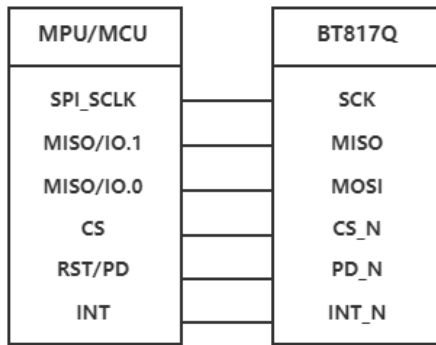 MPU/MCU BT817Q
SPI_SCLK SCK
MISO/IO.1 MISO
MISO/IO.0 MOSI
CS CS_N
RST/PD PD_N
INT INT_N